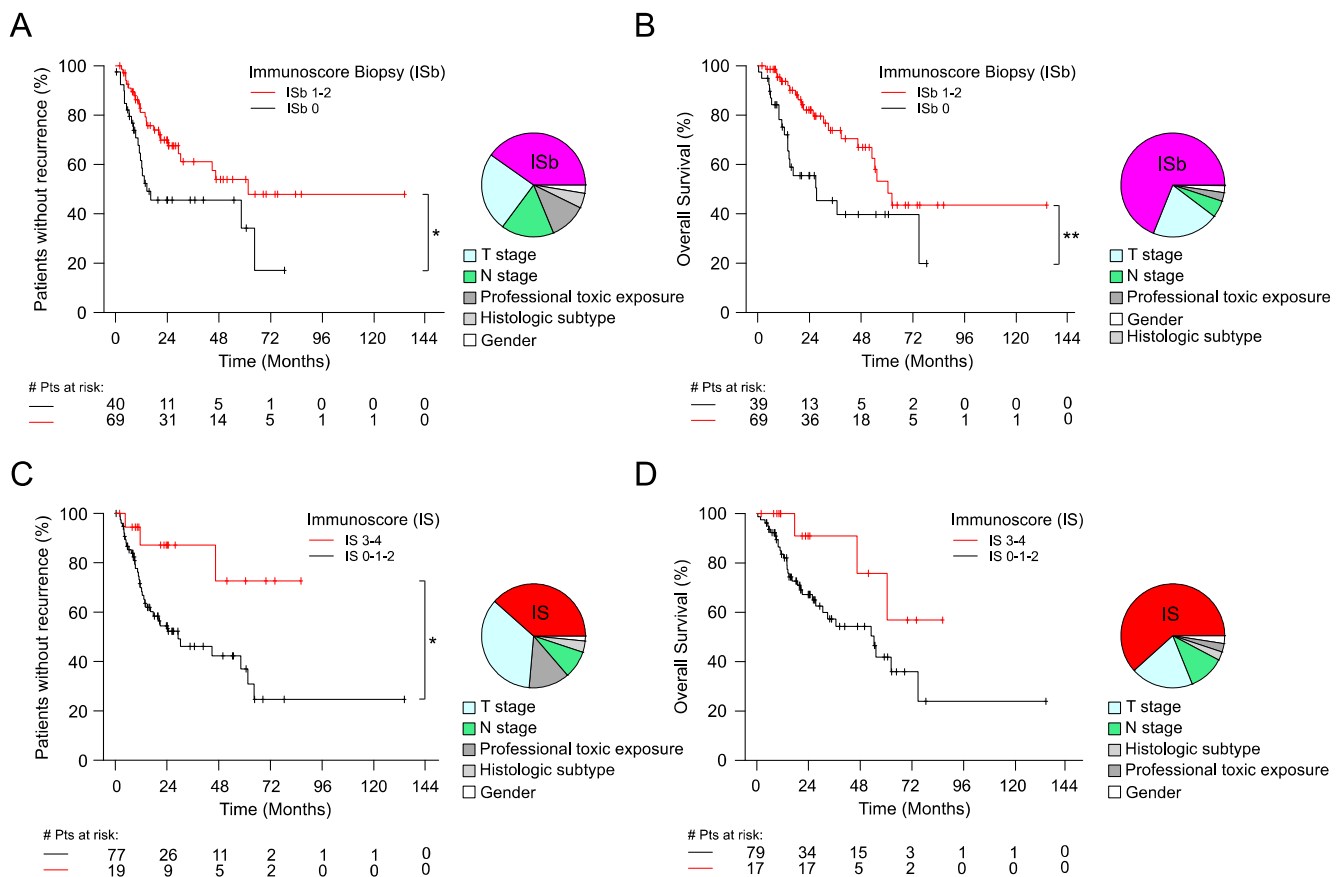 A
Patients without recurrence (%)
100
80
60
40
20
0
Immunoscore Biopsy (ISb)
ISb 1-2
ISb 0
*
0 24 48 72 96 120 144
Time (Months)
ISb
T stage
N stage
Professional toxic exposure
Histologic subtype
Gender
# Pts at risk:
40 11 5 1 0 0 0
69 31 14 5 1 1 0
B
Overall Survival (%)
100
80
60
40
20
0
Immunoscore Biopsy (ISb)
ISb 1-2
ISb 0
**
0 24 48 72 96 120 144
Time (Months)
ISb
T stage
N stage
Professional toxic exposure
Gender
Histologic subtype
# Pts at risk:
39 13 5 2 0 0 0
69 36 18 5 1 1 0
C
Patients without recurrence (%)
100
80
60
40
20
0
Immunoscore (IS)
IS 3-4
IS 0-1-2
*
0 24 48 72 96 120 144
Time (Months)
IS
T stage
N stage
Professional toxic exposure
Histologic subtype
Gender
# Pts at risk:
77 26 11 2 1 1 0
19 9 5 2 0 0 0
D
Overall Survival (%)
100
80
60
40
20
0
Immunoscore (IS)
IS 3-4
IS 0-1-2
0 24 48 72 96 120 144
Time (Months)
IS
T stage
N stage
Histologic subtype
Professional toxic exposure
Gender
# Pts at risk:
79 34 15 3 1 1 0
17 17 5 2 0 0 0